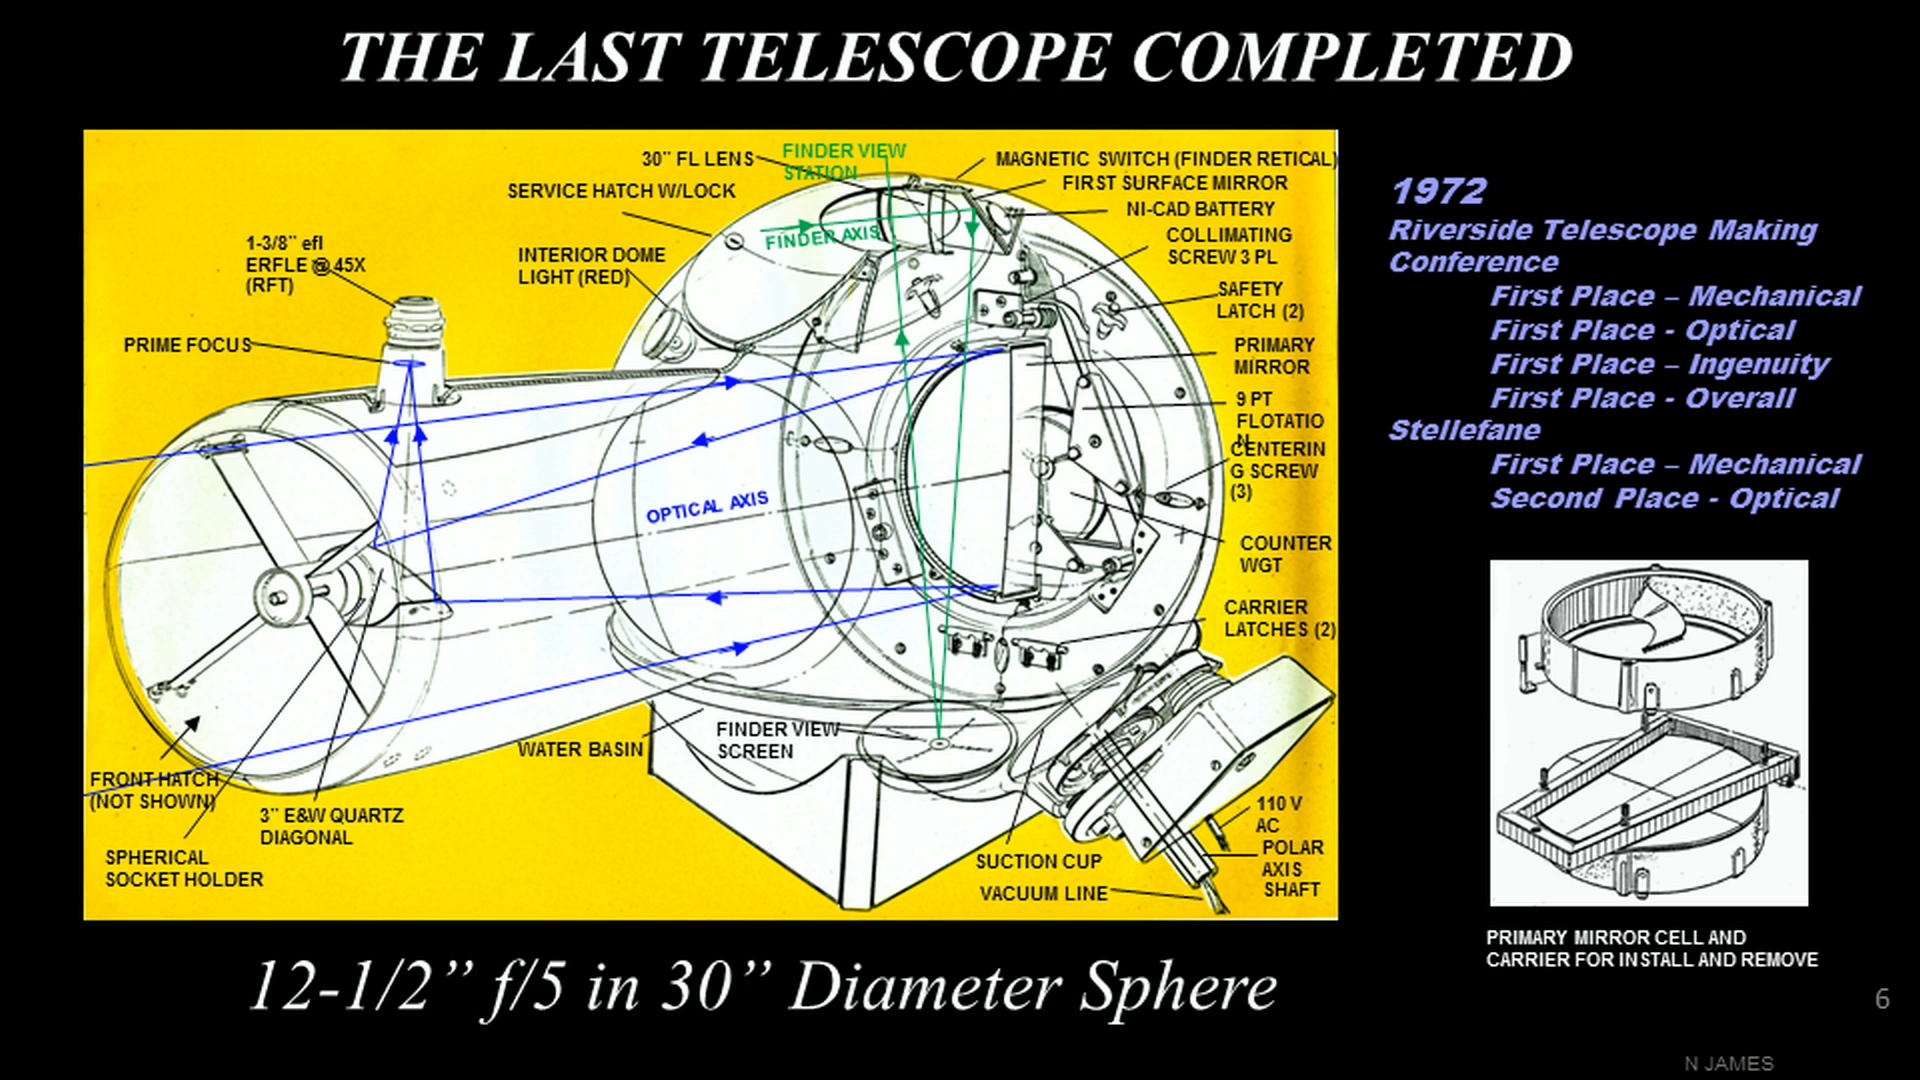 THE LAST TELESCOPE COMPLETED
30" FL LENS
FINDER VIEW
STATION
MAGNETIC SWITCH (FINDER RETICAL)
FIRST SURFACE MIRROR
SERVICE HATCH W/LOCK
NI-CAD BATTERY
FINDER AXIS
COLLIMATING
SCREW 3 PL
1-3/8" efl
ERFLE @ 45X
(RFT)
INTERIOR DOME
LIGHT (RED)
SAFETY
LATCH (2)
PRIME FOCUS
PRIMARY
MIRROR
9 PT
FLOTATIO
N
CENTERIN
G SCREW
(3)
OPTICAL AXIS
COUNTER
WGT
CARRIER
LATCHES (2)
WATER BASIN
FINDER VIEW
SCREEN
FRONT HATCH
(NOT SHOWN)
3" E&W QUARTZ
DIAGONAL
SPHERICAL
SOCKET HOLDER
110 V
AC
POLAR
AXIS
SHAFT
SUCTION CUP
VACUUM LINE
1972
Riverside Telescope Making
Conference
First Place – Mechanical
First Place - Optical
First Place – Ingenuity
First Place - Overall
Stellefane
First Place – Mechanical
Second Place - Optical
PRIMARY MIRROR CELL AND
CARRIER FOR INSTALL AND REMOVE
12-1/2” f/5 in 30” Diameter Sphere
6
N JAMES